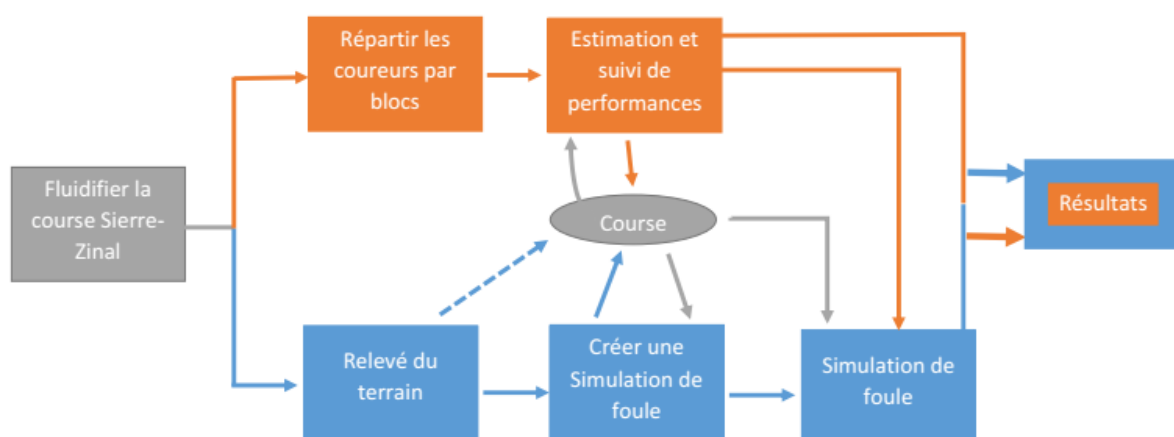 Répartir les
coureurs par
blocs
Estimation et
suivi de
performances
Fluidifier la
course Sierre-
Zinal
Course
Résultats
Relevé du
terrain
Créer une
Simulation de
foule
Simulation de
foule